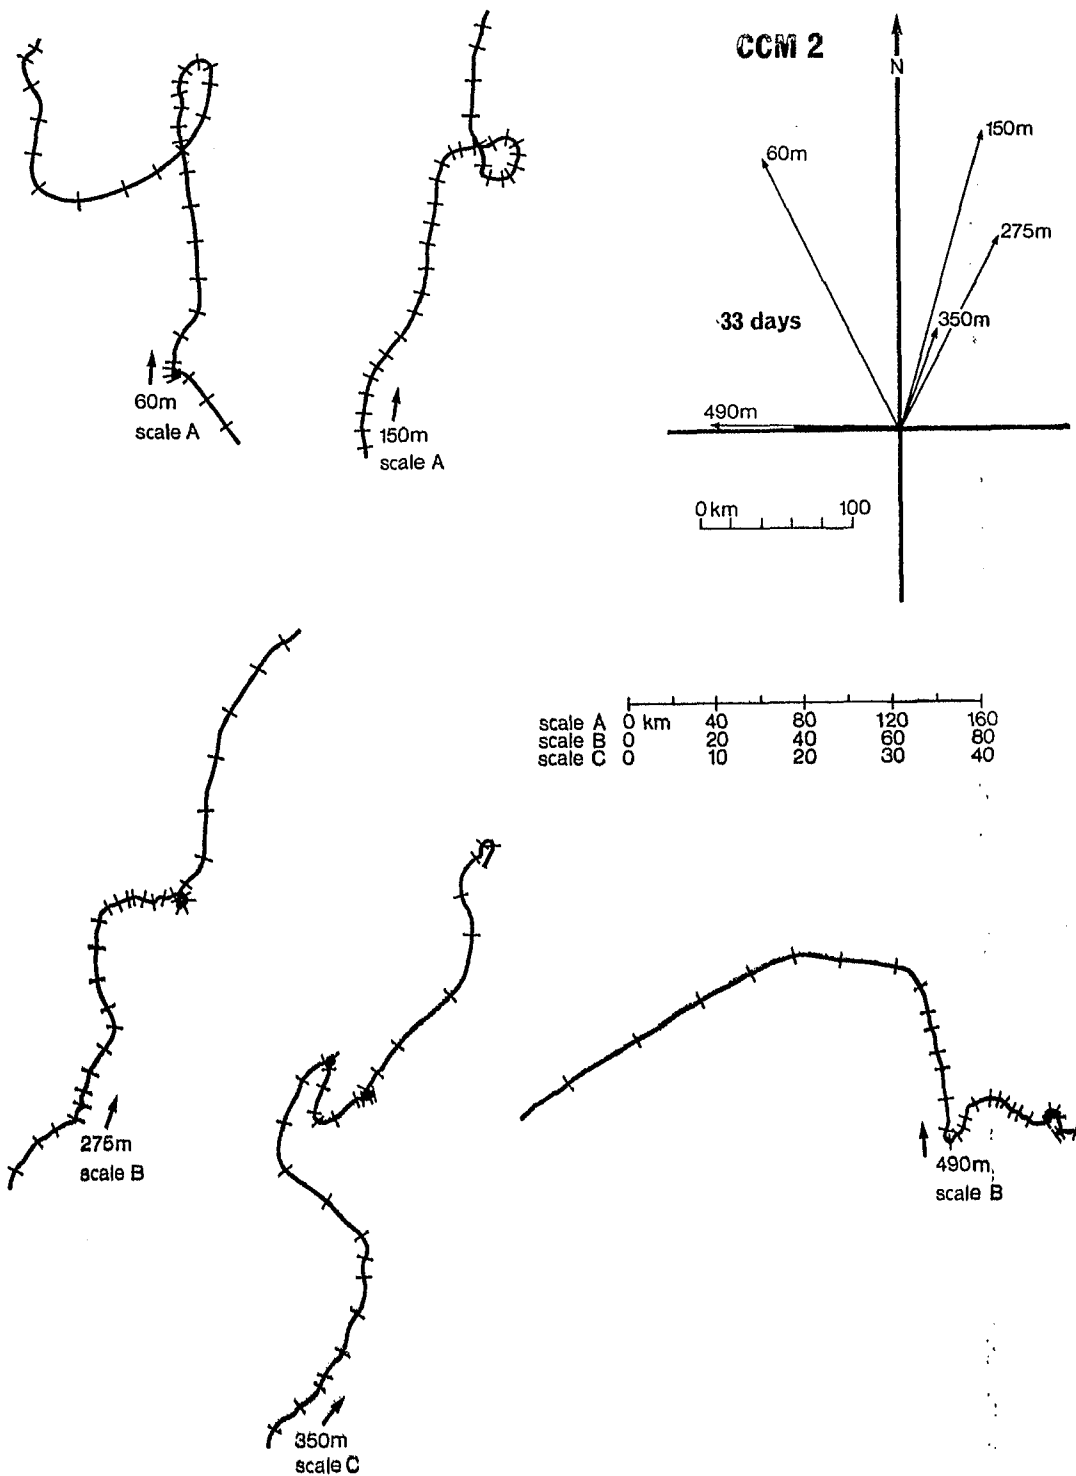 CCM 2
N
60m
150m
275m
350m
33 days
490m
0 km 100
60m
scale A
150m
scale A
scale A 0 km 40 80 120 160
scale B 0 20 40 60 80
scale C 0 10 20 30 40
275m
scale B
490m
scale B
350m
scale C